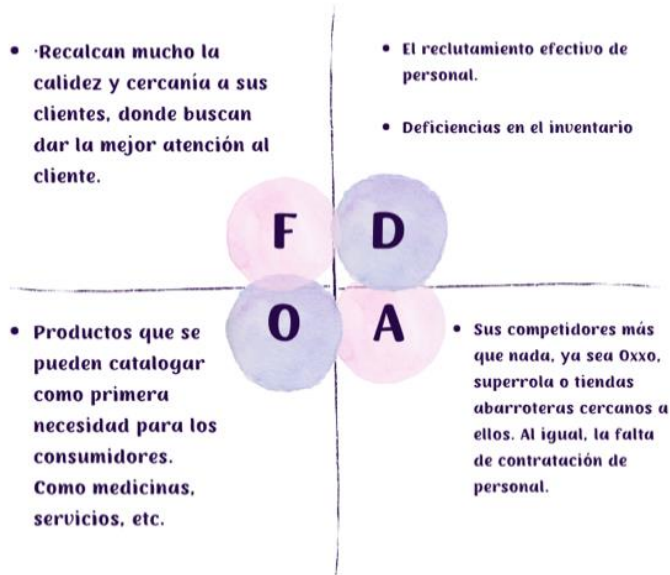 • ·Recalcan mucho la
calidez y cercanía a sus
clientes, donde buscan
dar la mejor atención al
cliente.
• El reclutamiento efectivo de
personal.
• Deficiencias en el inventario
F
D
O
A
• Productos que se
pueden catalogar
como primera
necesidad para los
consumidores.
Como medicinas,
servicios, etc.
• Sus competidores más
que nada, ya sea Oxxo,
superrola o tiendas
abarroteras cercanos a
ellos. Al igual, la falta
de contratación de
personal.